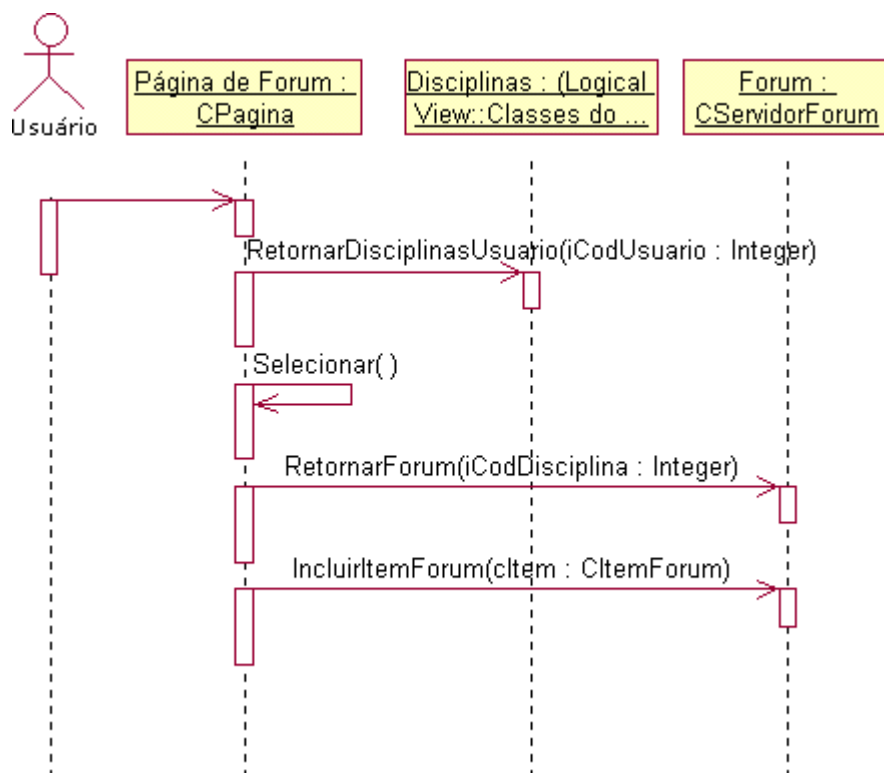 Usuário
Página de Forum :
CPagina
Disciplinas : (Logical
View::Classes do ...
Forum :
CServidorForum
RetornarDisciplinasUsuario(iCodUsuario : Integer)
Selecionar( )
RetornarForum(iCodDisciplina : Integer)
IncluirItemForum(cItem : CItemForum)